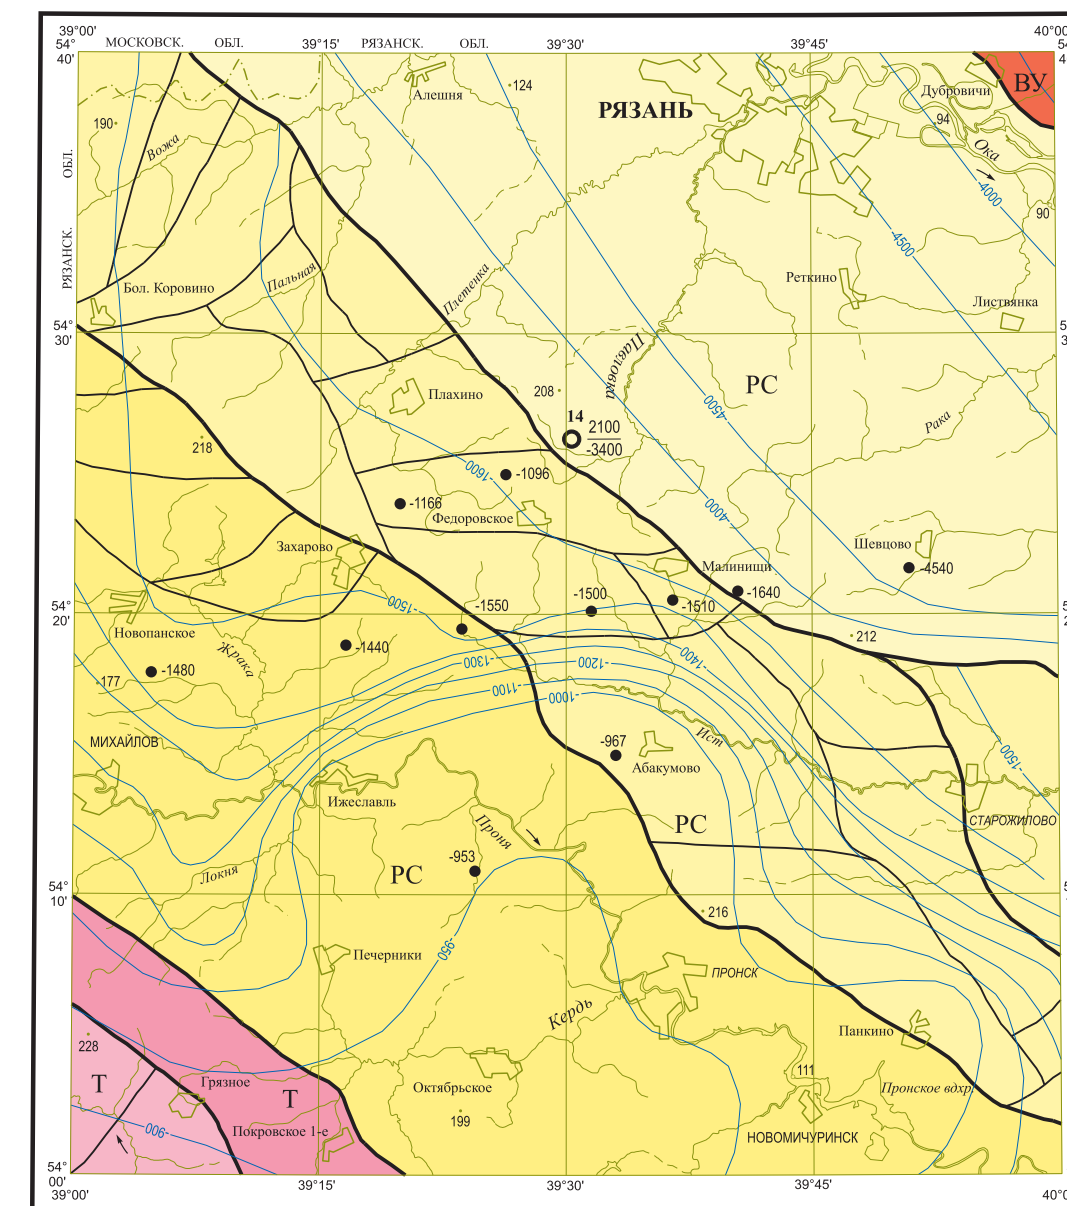 39°00'
39°15'
39°30'
39°45'
40°00'
54°
40'
МОСКОВСК. ОБЛ.
РЯЗАНСК. ОБЛ.
РЯЗАНСК. ОБЛ.
Алешня
124
РЯЗАНЬ
Дубровичи
ВУ
190
Вожа
94
Ока
-4000
90
-4500
Бол. Коровино
Пальная
Плетенка
Реткино
Листвянка
54°
30'
Павловка
РС
208
Плахино
14
2100
-3400
-4500
Рака
218
-1600
-1096
-1166
Федоровское
-4000
Шевцово
-4540
Захарово
Малинищи
-1640
54°
20'
-1500
-1550
-1500
-1510
Новопанское
Жрака
-1440
-1300
-1200
-1400
212
-1480
177
-1100
-1000
МИХАЙЛОВ
-967
Ист
Абакумово
-1500
Ижеславль
Проня
РС
СТАРОЖИЛОВО
-953
РС
Локня
54°
10'
216
-950
Печерники
ПРОНСК
Кердь
Панкино
228
Т
Грязное
Т
Октябрьское
111
Пронское вдхр.
199
Покровское 1-е
-900
НОВОМИЧУРИНСК
54°
00'
39°00'
39°15'
39°30'
39°45'